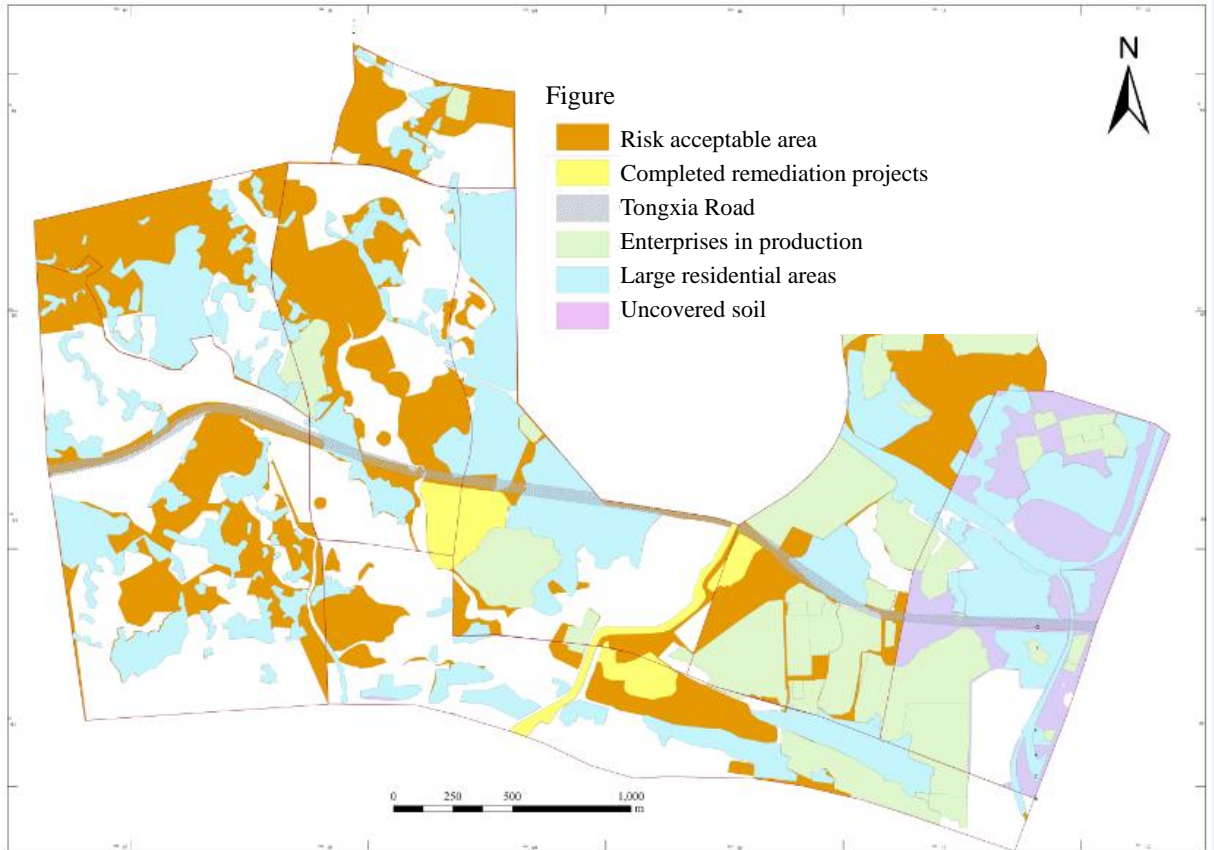 N
Figure
Risk acceptable area
Completed remediation projects
Tongxia Road
Enterprises in production
Large residential areas
Uncovered soil
0 250 500 1,000
m